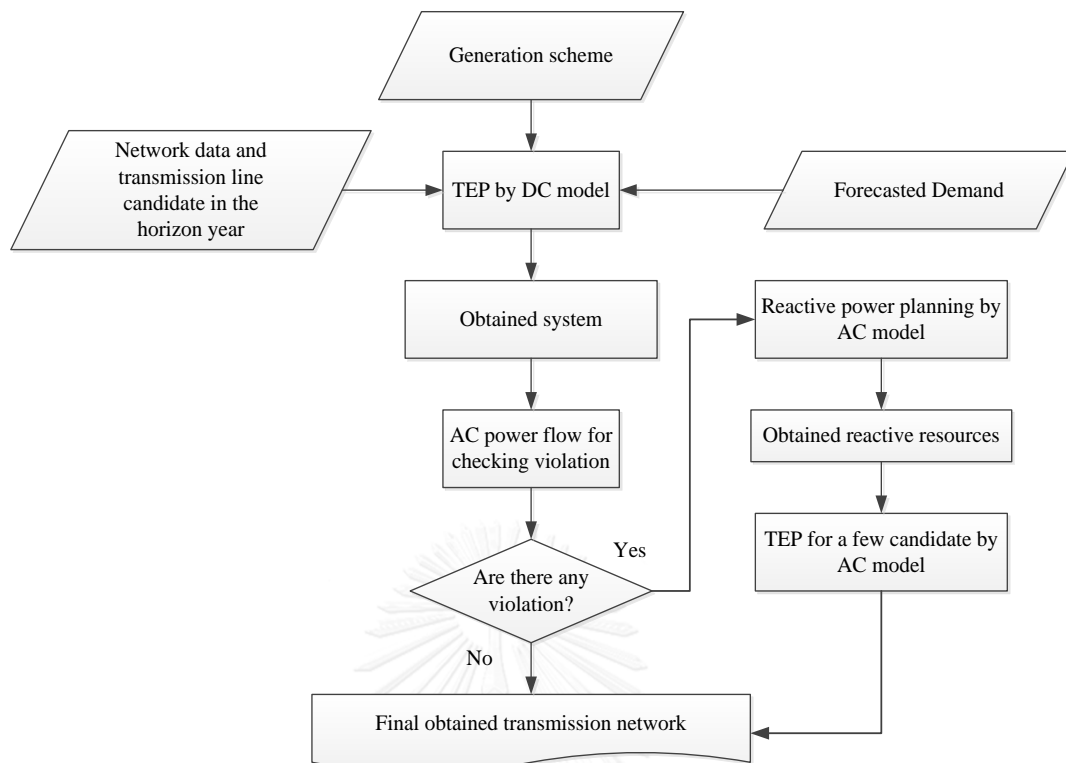 Generation scheme
Network data and
transmission line
candidate in the
horizon year
TEP by DC model
Forecasted Demand
Obtained system
Reactive power planning by
AC model
AC power flow for
checking violation
Obtained reactive resources
TEP for a few candidate by
AC model
Yes
Are there any
violation?
No
Final obtained transmission network